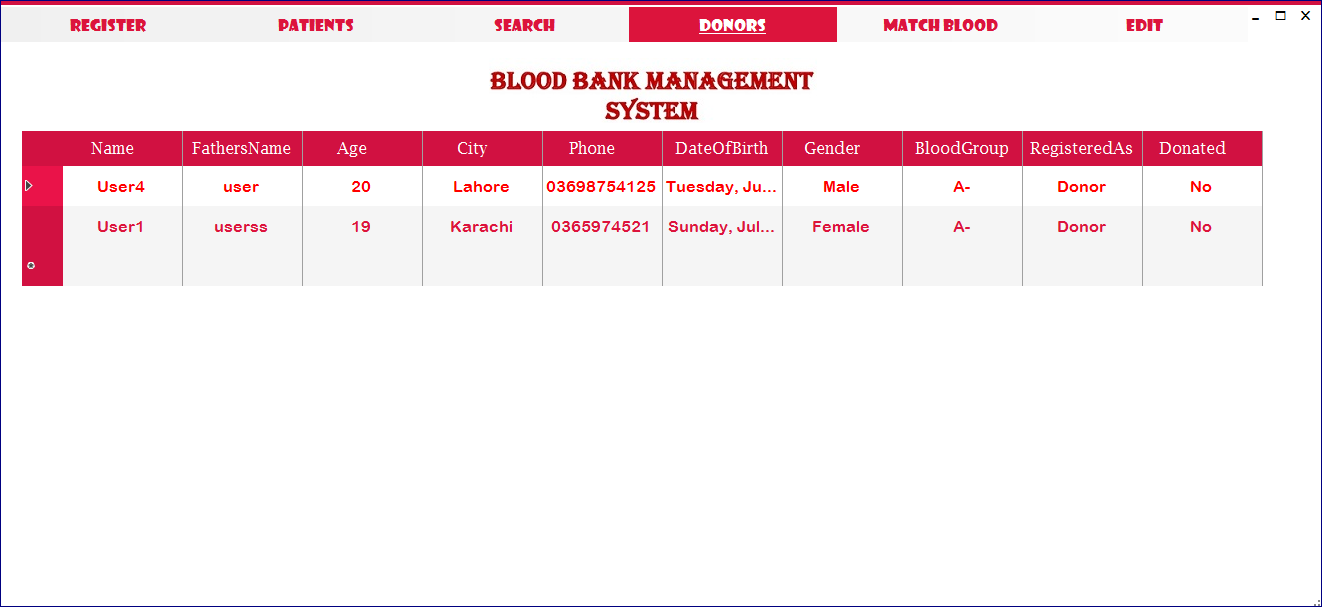 REGISTER PATIENTS SEARCH DONORS MATCH BLOOD EDIT
BLOOD BANK MANAGEMENT
SYSTEM
Name FathersName Age City Phone DateOfBirth Gender BloodGroup RegisteredAs Donated
User4 user 20 Lahore 03698754125 Tuesday, Ju... Male A- Donor No
User1 userss 19 Karachi 0365974521 Sunday, Jul... Female A- Donor No